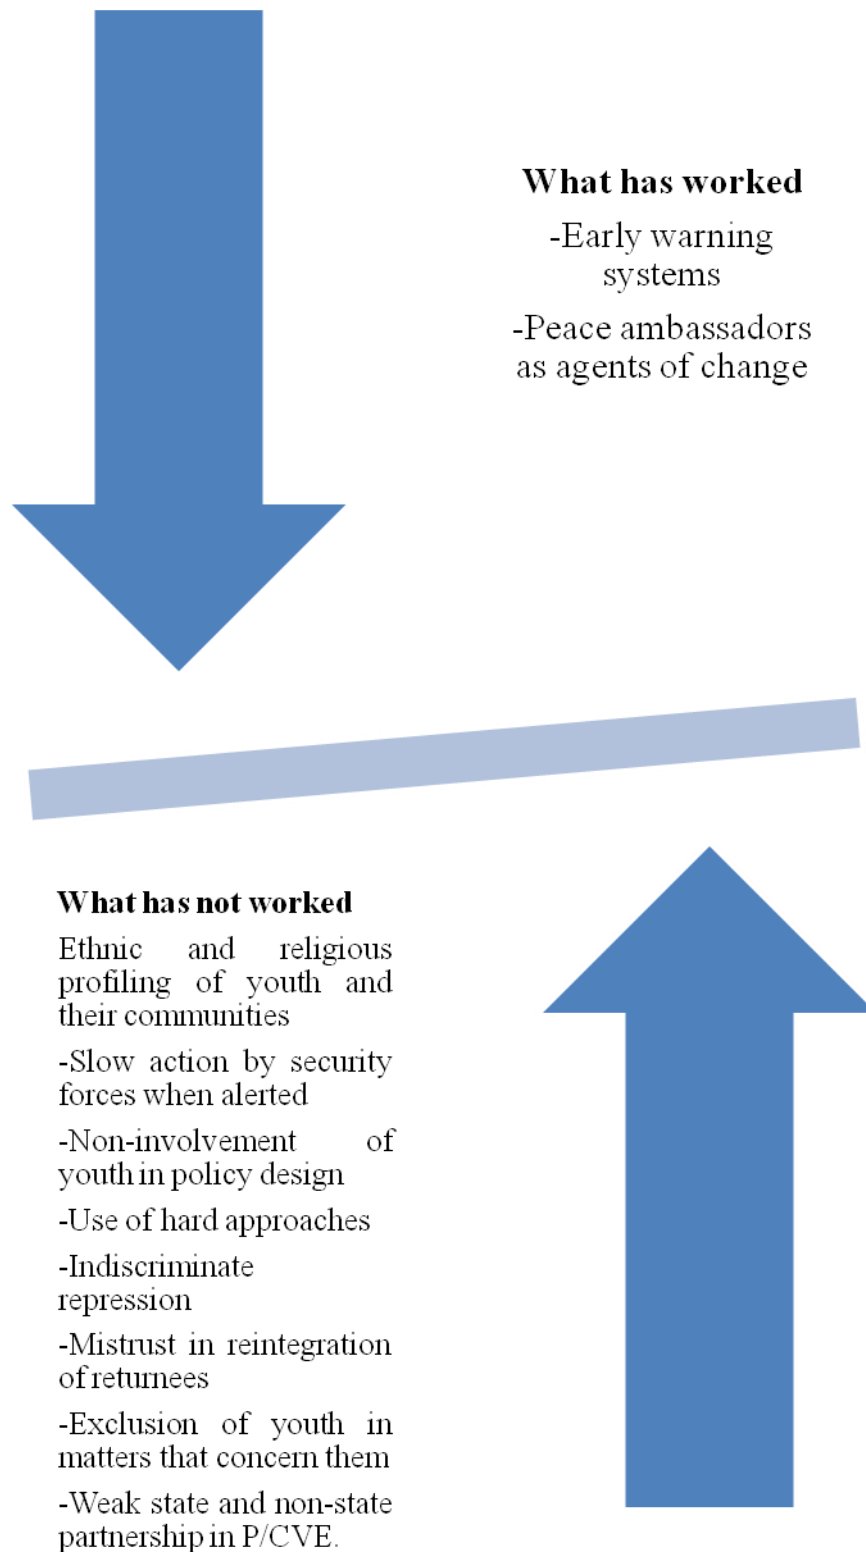 What has worked
-Early warning
systems
-Peace ambassadors
as agents of change
What has not worked
Ethnic and religious
profiling of youth and
their communities
-Slow action by security
forces when alerted
-Non-involvement of
youth in policy design
-Use of hard approaches
-Indiscriminate
repression
-Mistrust in reintegration
of returnees
-Exclusion of youth in
matters that concern them
-Weak state and non-state
partnership in P/CVE.